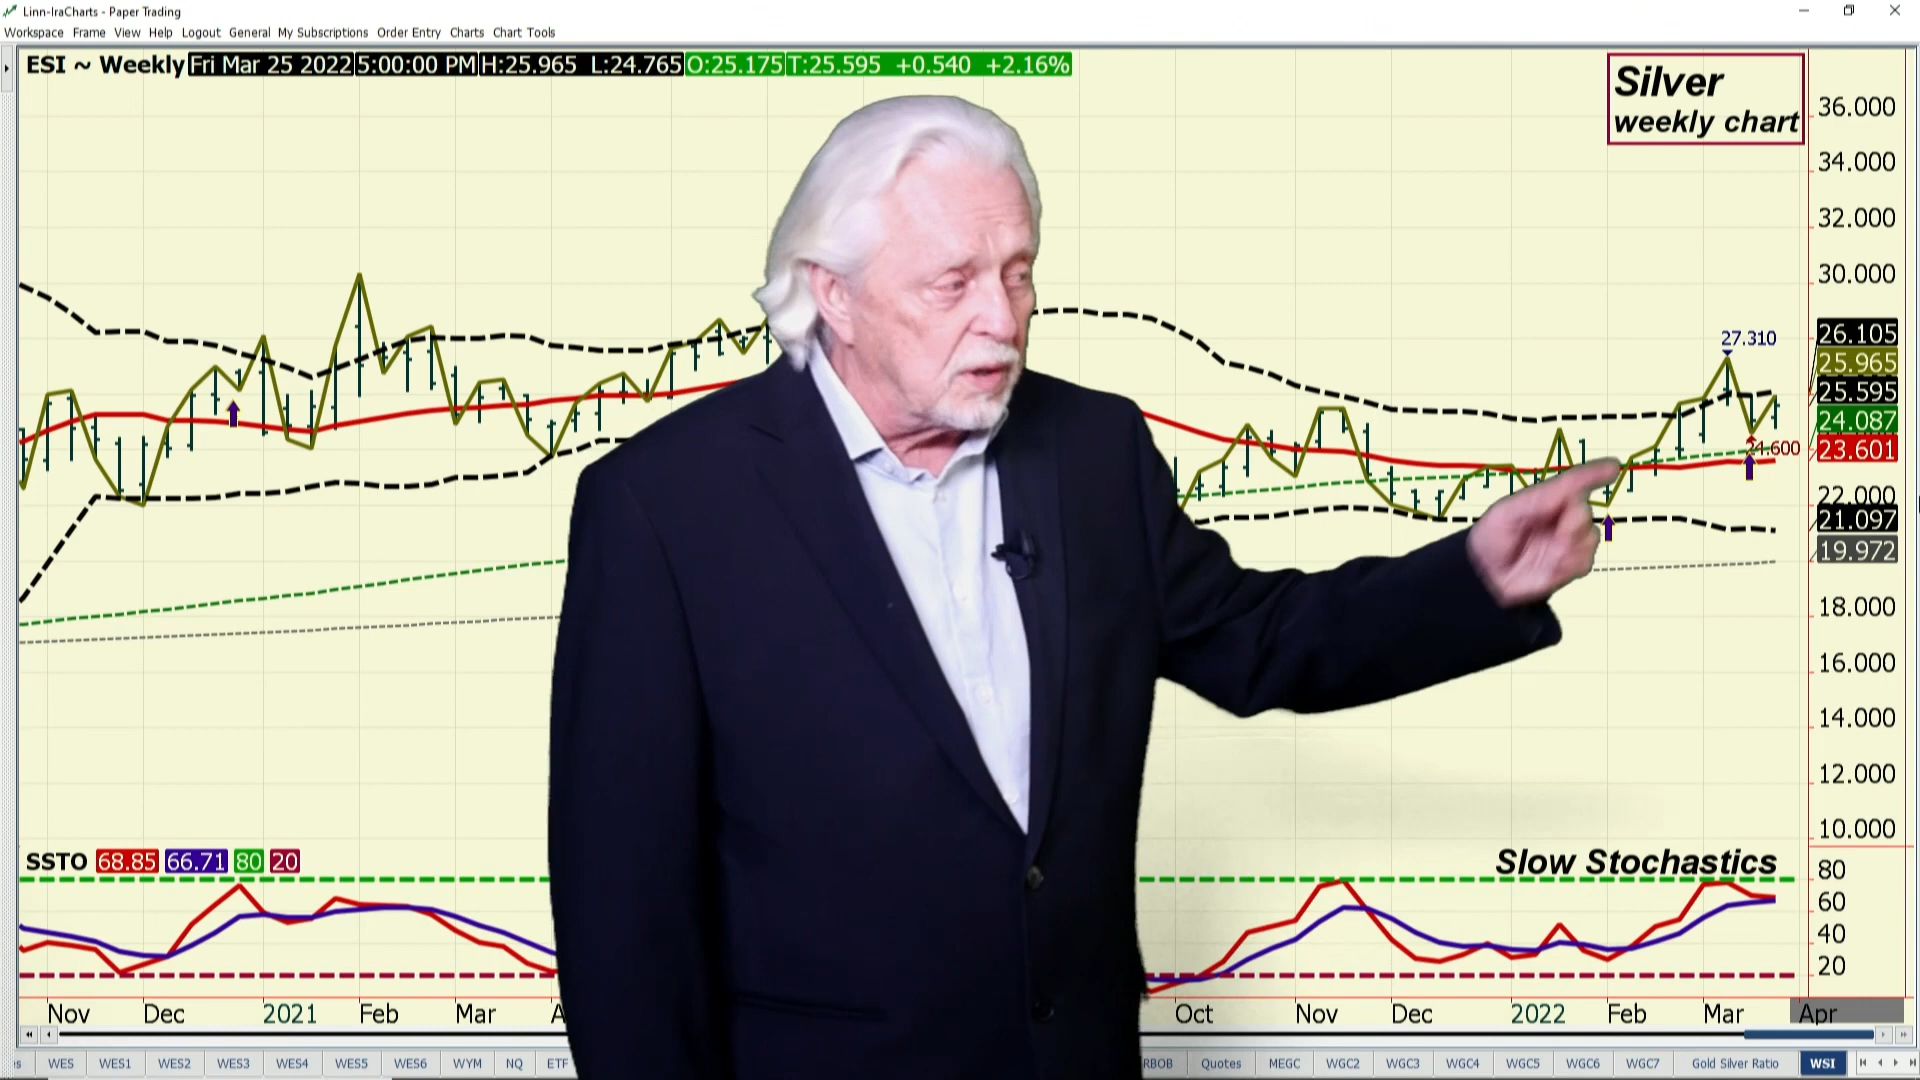 Linn-IraCharts - Paper Trading
Workspace Frame View Help Logout General My Subscriptions Order Entry Charts Chart Tools
ESI ~ Weekly Fri Mar 25 2022 5:00:00 PM H:25.965 L:24.765 O:25.175 T:25.595 +0.540 +2.16%
Silver
weekly chart
36.000
34.000
32.000
30.000
27.310
26.105
25.965
25.595
24.087
24.600
23.601
22.000
21.097
19.972
18.000
16.000
14.000
12.000
10.000
SSTO 68.85 66.71 80 20
Slow Stochastics
80
60
40
20
Nov Dec 2021 Feb Mar A Oct Nov Dec 2022 Feb Mar Apr
s WES WES1 WES2 WES3 WES4 WES5 WES6 WYM NQ ETF RBOB Quotes MEGC WGC2 WGC3 WGC4 WGC5 WGC6 WGC7 Gold Silver Ratio WSI